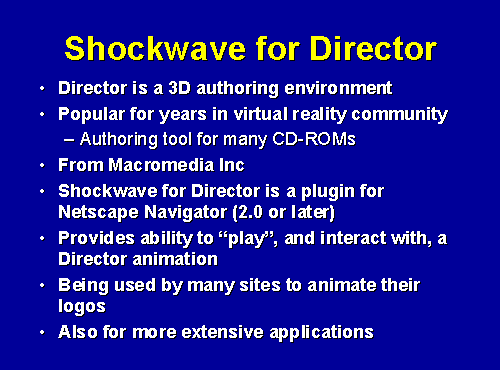 Shockwave for Director
• Director is a 3D authoring environment
• Popular for years in virtual reality community
– Authoring tool for many CD-ROMs
• From Macromedia Inc
• Shockwave for Director is a plugin for
Netscape Navigator (2.0 or later)
• Provides ability to “play”, and interact with, a
Director animation
• Being used by many sites to animate their
logos
• Also for more extensive applications